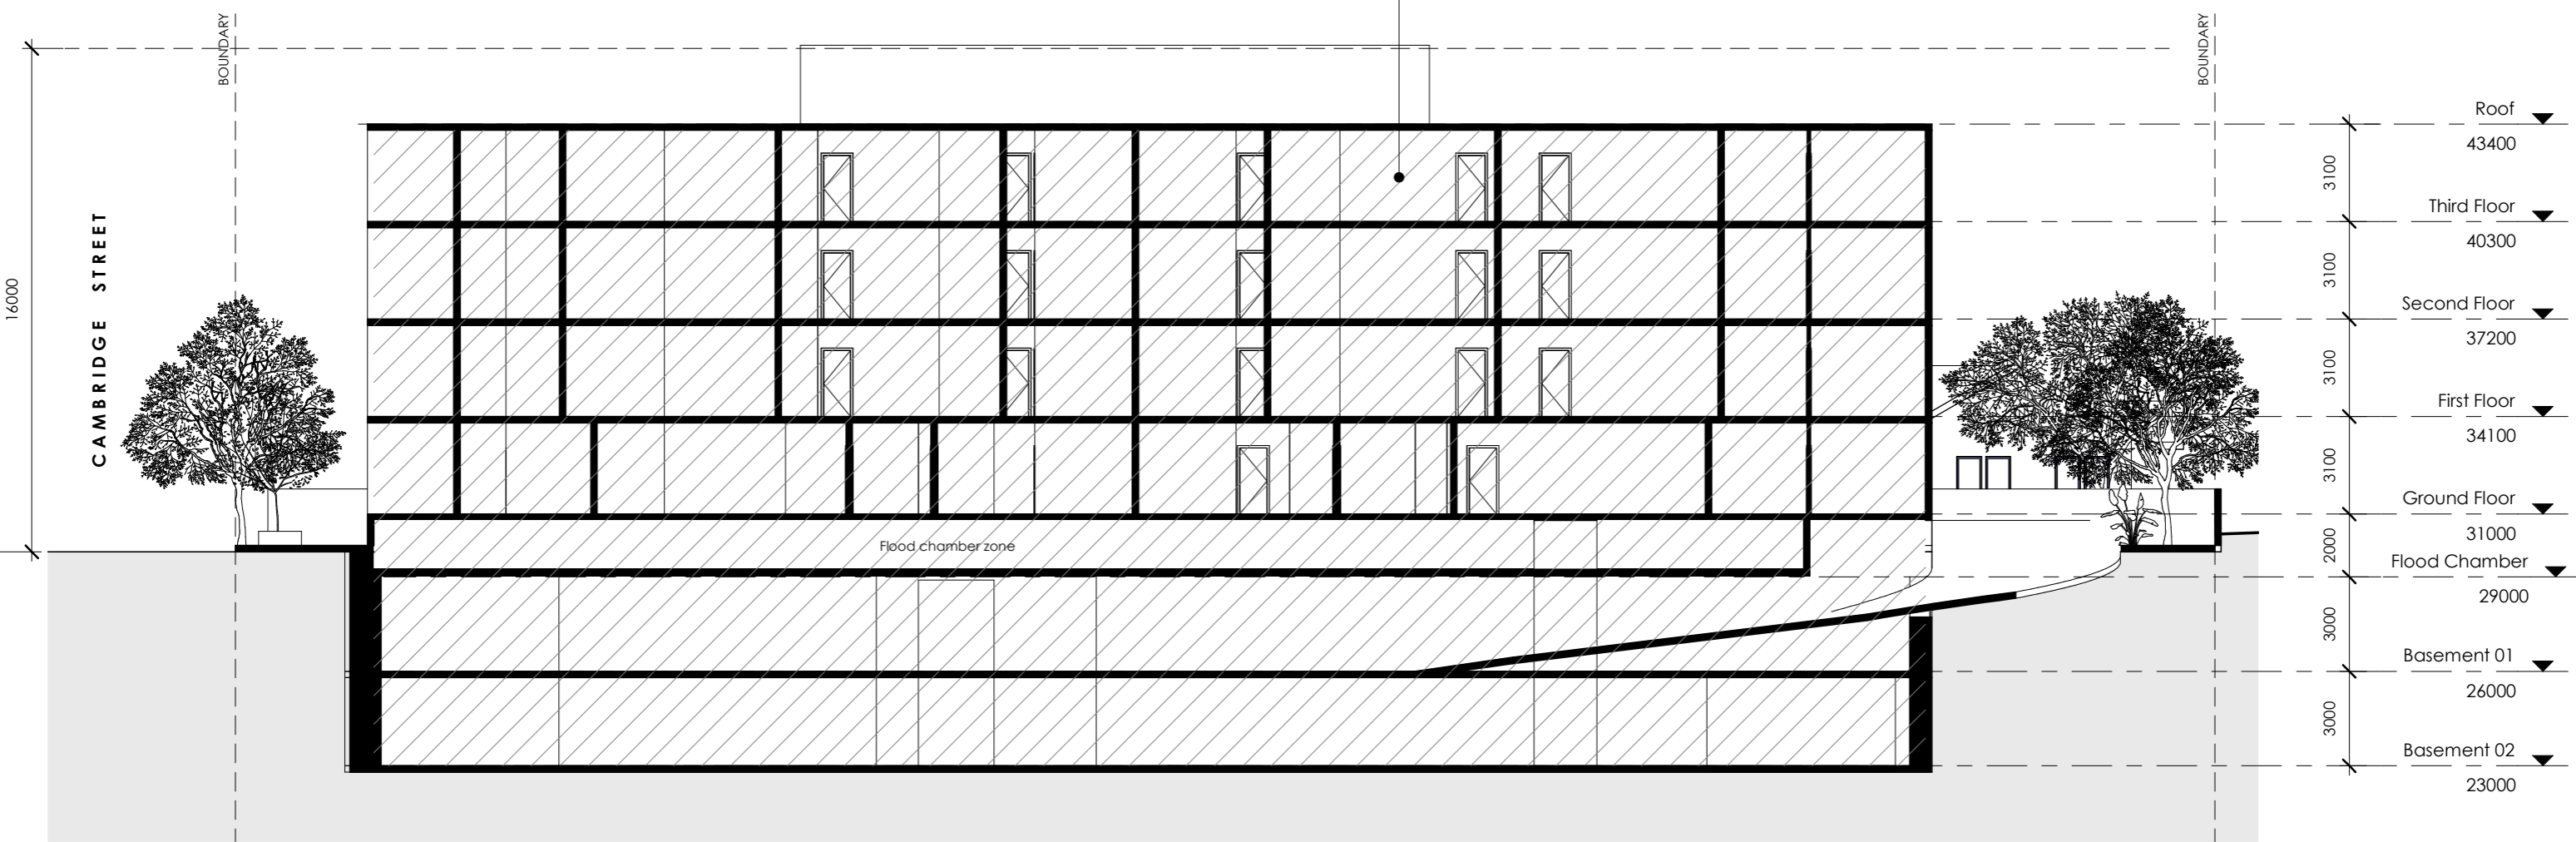 BOUNDARY
BOUNDARY
16000
CAMBRIDGE STREET
Flood chamber zone
Roof
43400
3100
Third Floor
40300
3100
Second Floor
37200
3100
First Floor
34100
3100
Ground Floor
31000
2000
Flood Chamber
29000
3000
Basement 01
26000
3000
Basement 02
23000